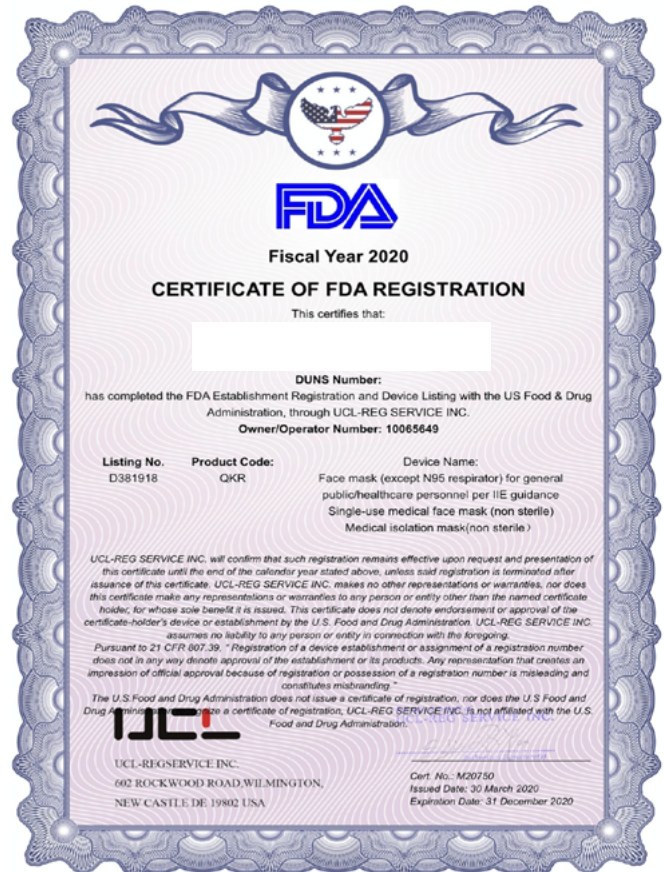 FDA
Fiscal Year 2020
CERTIFICATE OF FDA REGISTRATION
This certifies that:
DUNS Number:
has completed the FDA Establishment Registration and Device Listing with the US Food & Drug
Administration, through UCL-REG SERVICE INC.
Owner/Operator Number: 10065649
Listing No. Product Code: Device Name:
D381918 QKR Face mask (except N95 respirator) for general
public/healthcare personnel per IIE guidance
Single-use medical face mask (non sterile)
Medical isolation mask(non sterile)
UCL-REG SERVICE INC. will confirm that such registration remains effective upon request and presentation of
this certificate until the end of the calendar year stated above, unless said registration is terminated after
issuance of this certificate. UCL-REG SERVICE INC. makes no other representations or warranties, nor does
this certificate make any representations or warranties to any person or entity other than the named certificate
holder, for whose sole benefit it is issued. This certificate does not denote endorsement or approval of the
certificate-holder's device or establishment by the U.S. Food and Drug Administration. UCL-REG SERVICE INC.
assumes no liability to any person or entity in connection with the foregoing.
Pursuant to 21 CFR 807.39, " Registration of a device establishment or assignment of a registration number
does not in any way denote approval of the establishment or its products. Any representation that creates an
impression of official approval because of registration or possession of a registration number is misleading and
constitutes misbranding "
The U.S.Food and Drug Administration does not issue a certificate of registration, nor does the U.S Food and
Drug a certificate of registration, UCL-REG SERVICE INC. is not affiliated with the U.S.
Food and Drug Administration.
UCL
UCL-REG SERVICE INC.
UCL-REGSERVICE INC.
602 ROCKWOOD ROAD,WILMINGTON,
NEW CASTLE DE 19802 USA
Cert. No.: M20750
Issued Date: 30 March 2020
Expiration Date: 31 December 2020